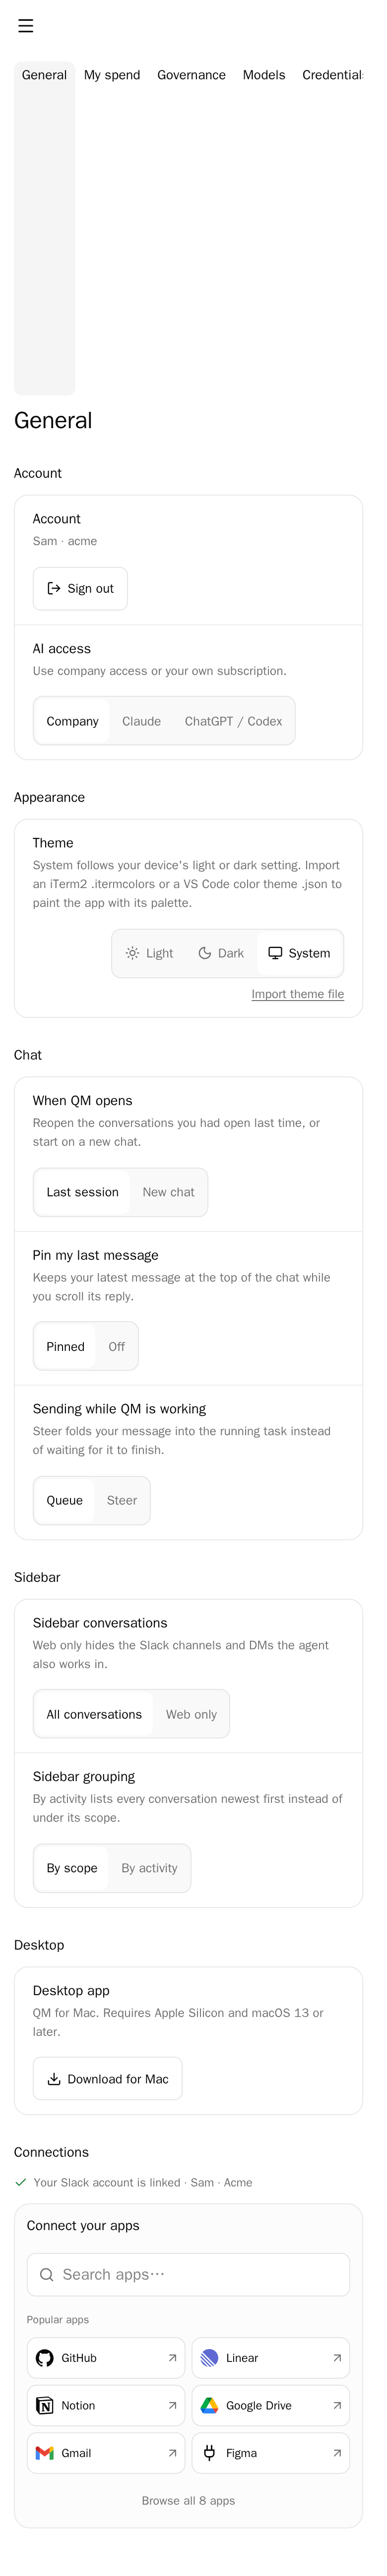 General My spend Governance Models Credentials
General
Account
Account
Sam · acme
Sign out
AI access
Use company access or your own subscription.
Company Claude ChatGPT / Codex
Appearance
Theme
System follows your device's light or dark setting. Import
an iTerm2 .itermcolors or a VS Code color theme .json to
paint the app with its palette.
Light Dark System
Import theme file
Chat
When QM opens
Reopen the conversations you had open last time, or
start on a new chat.
Last session New chat
Pin my last message
Keeps your latest message at the top of the chat while
you scroll its reply.
Pinned Off
Sending while QM is working
Steer folds your message into the running task instead
of waiting for it to finish.
Queue Steer
Sidebar
Sidebar conversations
Web only hides the Slack channels and DMs the agent
also works in.
All conversations Web only
Sidebar grouping
By activity lists every conversation newest first instead of
under its scope.
By scope By activity
Desktop
Desktop app
QM for Mac. Requires Apple Silicon and macOS 13 or
later.
Download for Mac
Connections
Your Slack account is linked · Sam · Acme
Connect your apps
Search apps…
Popular apps
GitHub Linear
Notion Google Drive
Gmail Figma
Browse all 8 apps